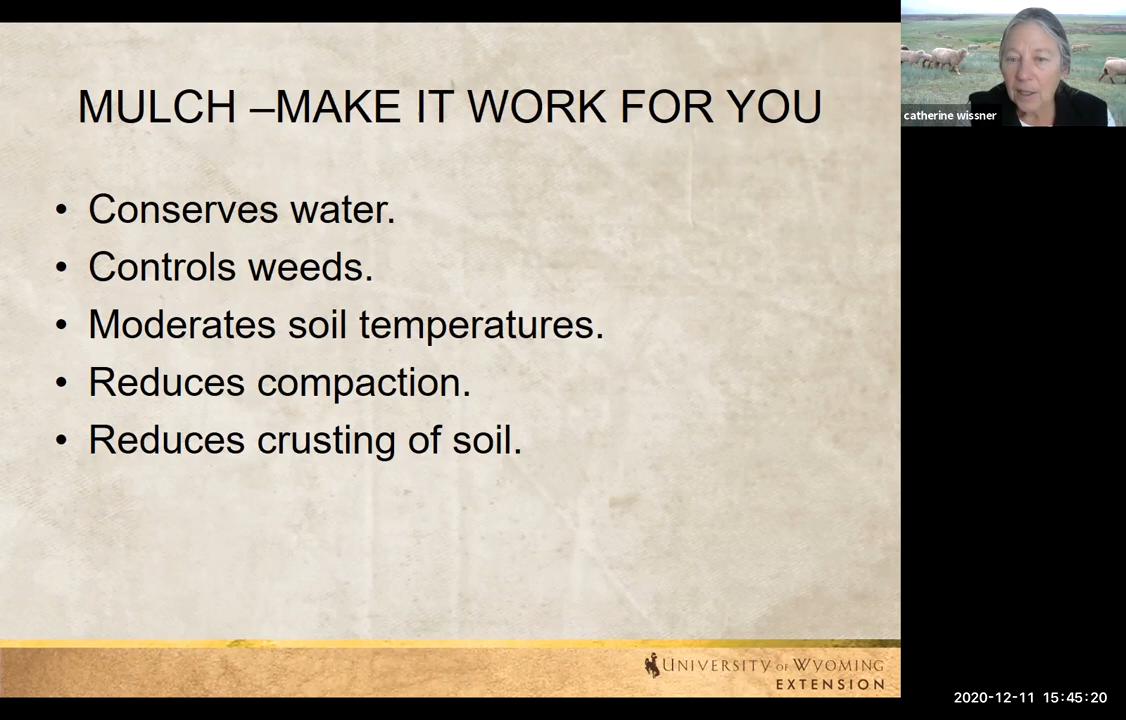 MULCH –MAKE IT WORK FOR YOU
• Conserves water.
• Controls weeds.
• Moderates soil temperatures.
• Reduces compaction.
• Reduces crusting of soil.
UNIVERSITY OF WYOMING
EXTENSION
catherine wissner
2020-12-11 15:45:20